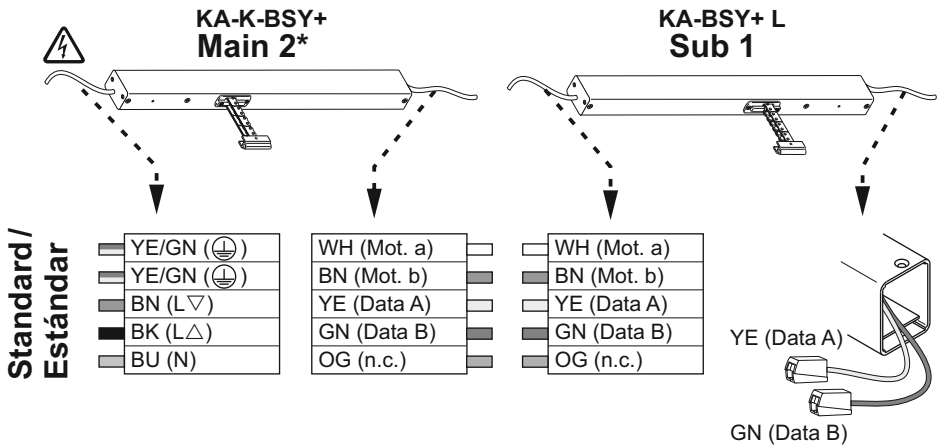 KA-K-BSY+
Main 2*
KA-BSY+ L
Sub 1
Standard /
Estándar
YE/GN (⏚)
YE/GN (⏚)
BN (L▽)
BK (L△)
BU (N)
WH (Mot. a)
BN (Mot. b)
YE (Data A)
GN (Data B)
OG (n.c.)
WH (Mot. a)
BN (Mot. b)
YE (Data A)
GN (Data B)
OG (n.c.)
YE (Data A)
GN (Data B)